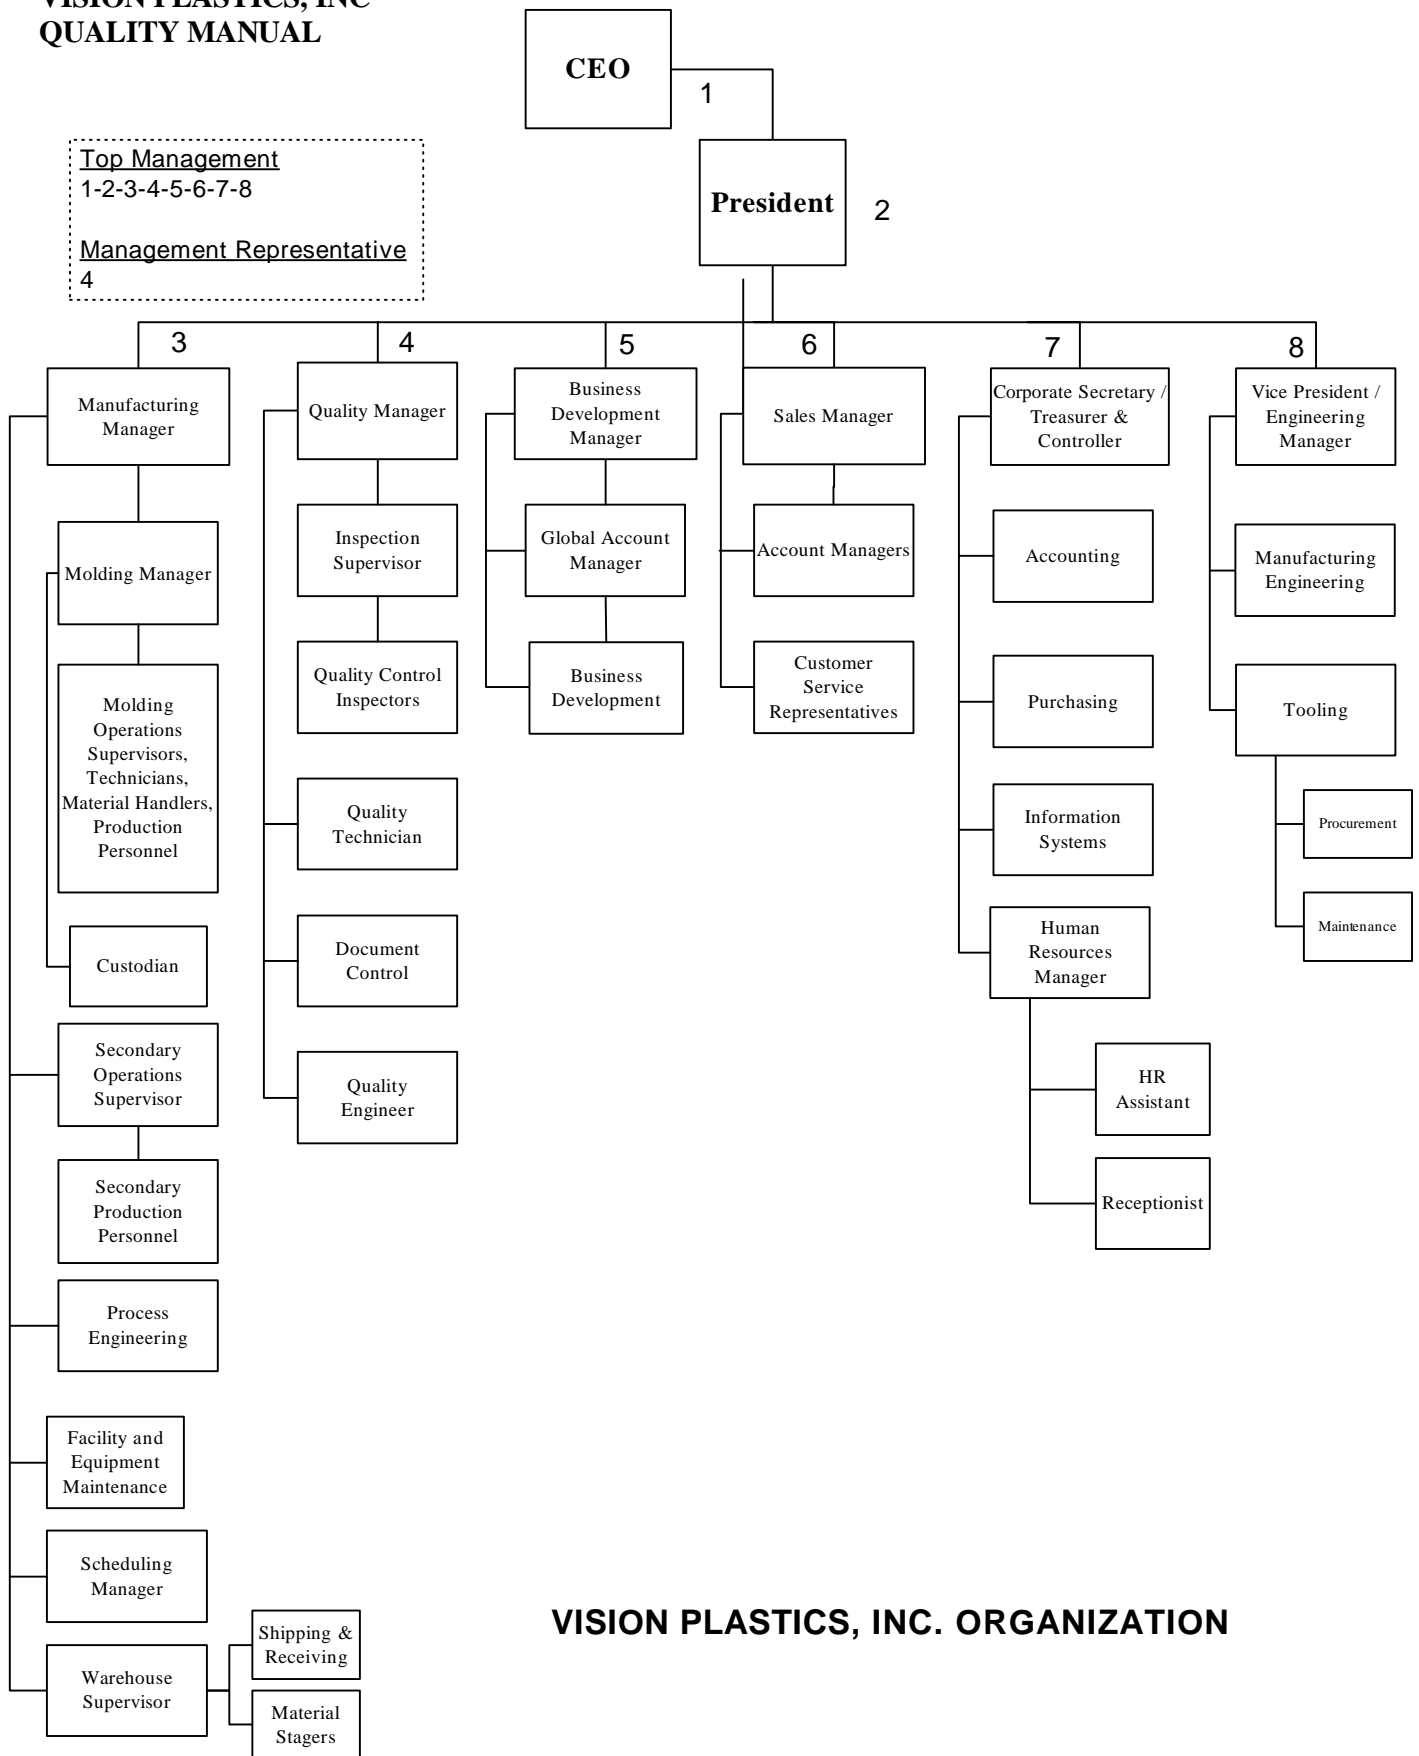 VISION PLASTICS, INC
QUALITY MANUAL
CEO
1
Top Management
1-2-3-4-5-6-7-8
Management Representative
4
President
2
3
4
5
6
7
8
Manufacturing
Manager
Quality Manager
Business
Development
Manager
Sales Manager
Corporate Secretary /
Treasurer &
Controller
Vice President /
Engineering
Manager
Molding Manager
Inspection
Supervisor
Global Account
Manager
Account Managers
Accounting
Manufacturing
Engineering
Molding
Operations
Supervisors,
Technicians,
Material Handlers,
Production
Personnel
Quality Control
Inspectors
Business
Development
Customer
Service
Representatives
Purchasing
Tooling
Quality
Technician
Information
Systems
Procurement
Custodian
Document
Control
Human
Resources
Manager
Maintenance
Secondary
Operations
Supervisor
Quality
Engineer
HR
Assistant
Secondary
Production
Personnel
Receptionist
Process
Engineering
Facility and
Equipment
Maintenance
Scheduling
Manager
Warehouse
Supervisor
Shipping &
Receiving
Material
Stagers
VISION PLASTICS, INC. ORGANIZATION